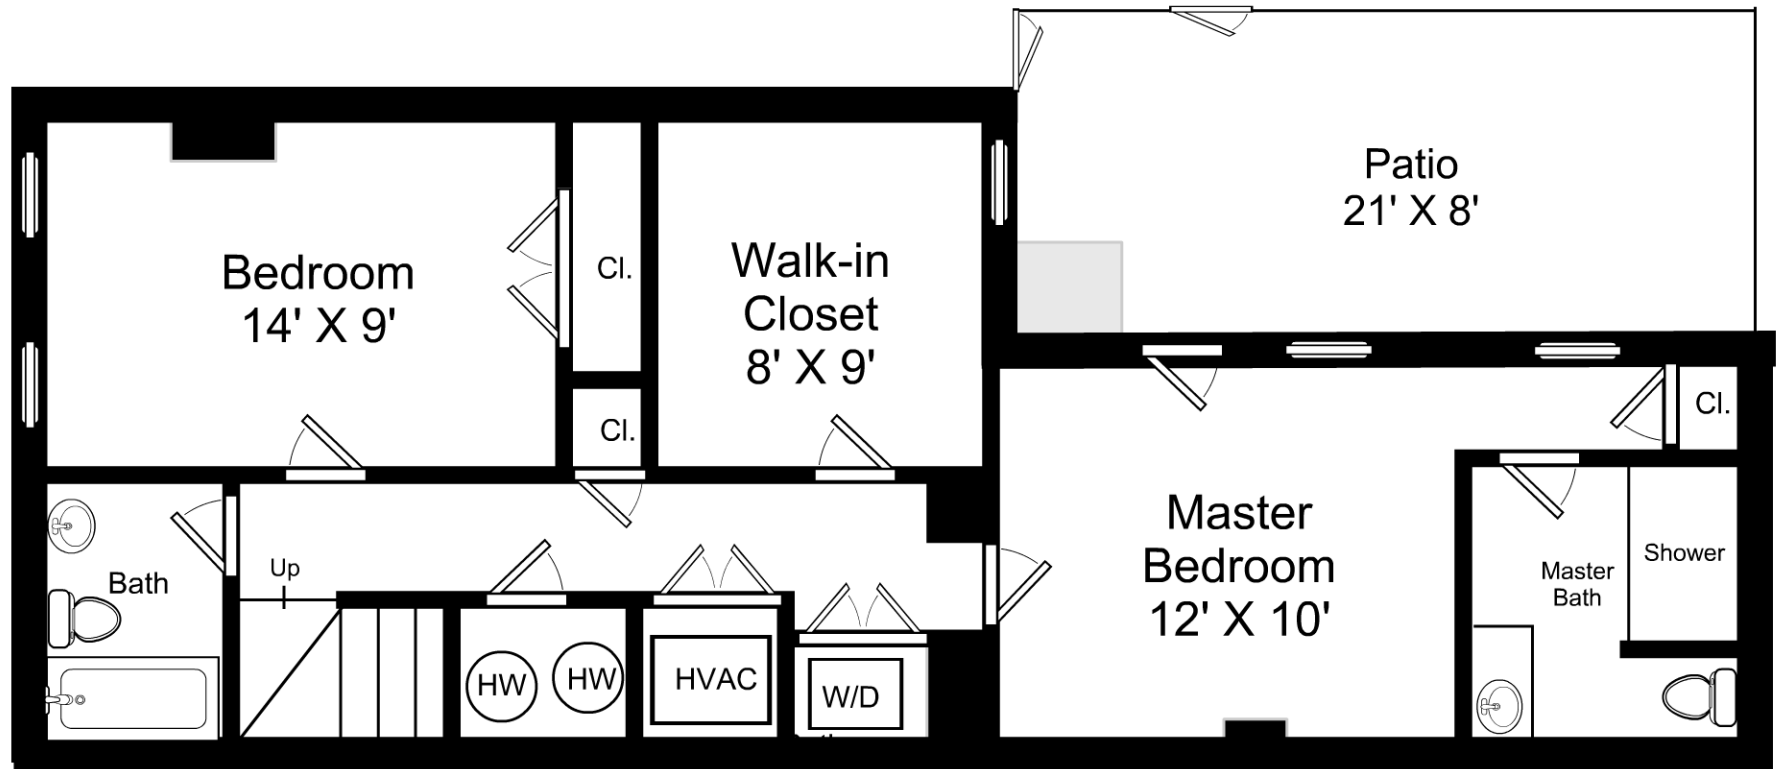 Patio
21' X 8'
Bedroom
14' X 9'
Cl.
Walk-in
Closet
8' X 9'
Cl.
Cl.
Master
Bedroom
12' X 10'
Up
Bath
Master
Bath
Shower
HW
HW
HVAC
W/D